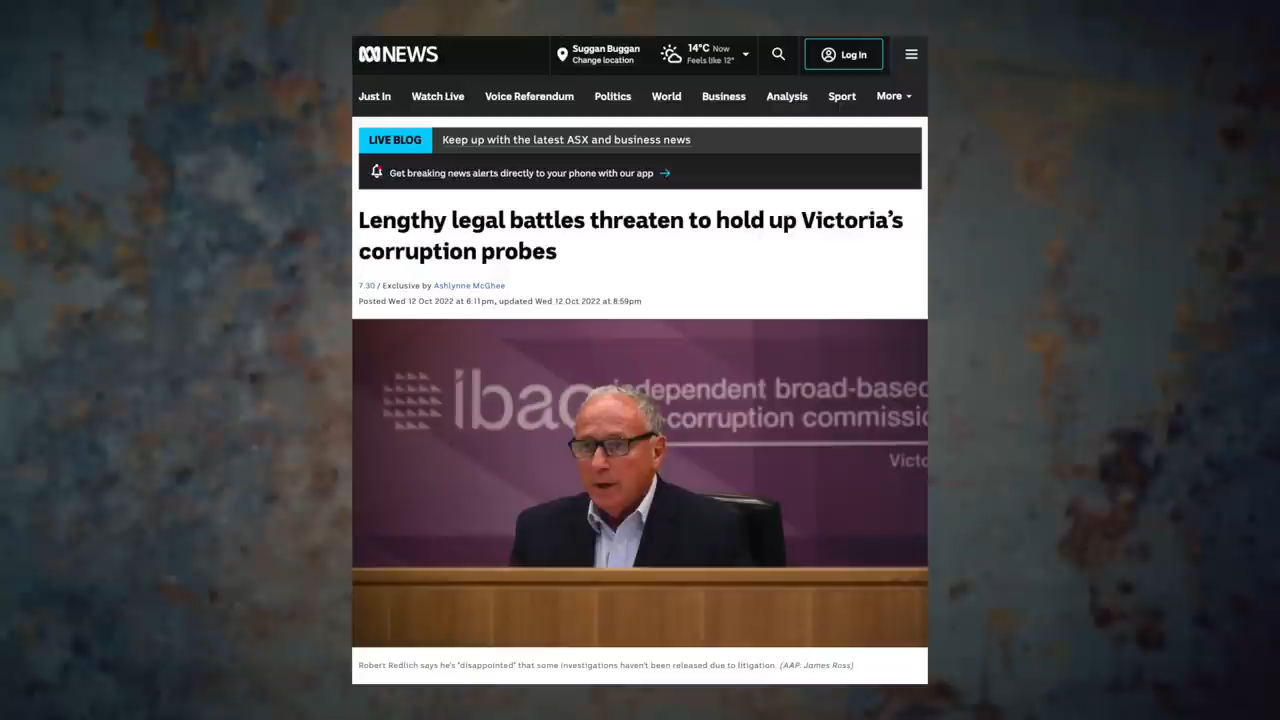 NEWS
Suggan Buggan
Change location
14°C Now
Feels like 12°
Log In
Just In Watch Live Voice Referendum Politics World Business Analysis Sport More
LIVE BLOG Keep up with the latest ASX and business news
Get breaking news alerts directly to your phone with our app →
Lengthy legal battles threaten to hold up Victoria’s
corruption probes
7.30 / Exclusive by Ashlynne McGhee
Posted Wed 12 Oct 2022 at 6:11pm, updated Wed 12 Oct 2022 at 8:59pm
ibac independent broad-based
-corruption commissio
Victo
Robert Redlich says he's "disappointed" that some investigations haven't been released due to litigation. (AAP: James Ross)